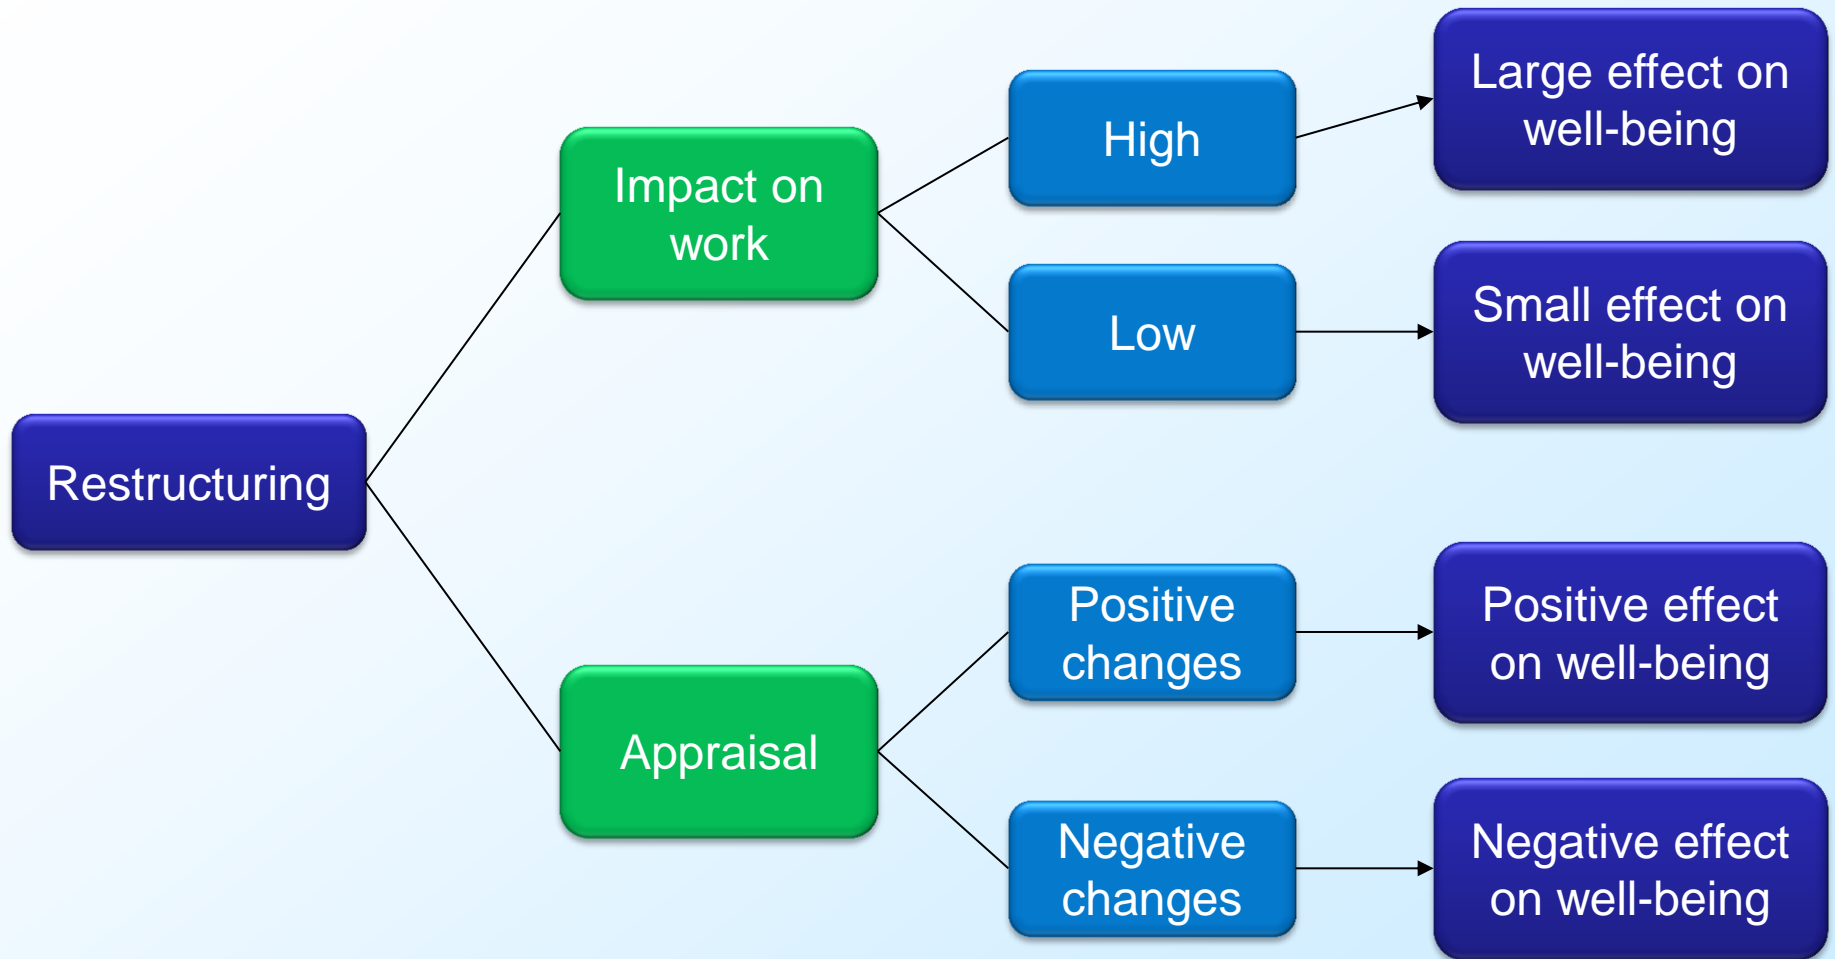 Restructuring
Impact on
work
High
Large effect on
well-being
Low
Small effect on
well-being
Appraisal
Positive
changes
Positive effect
on well-being
Negative
changes
Negative effect
on well-being